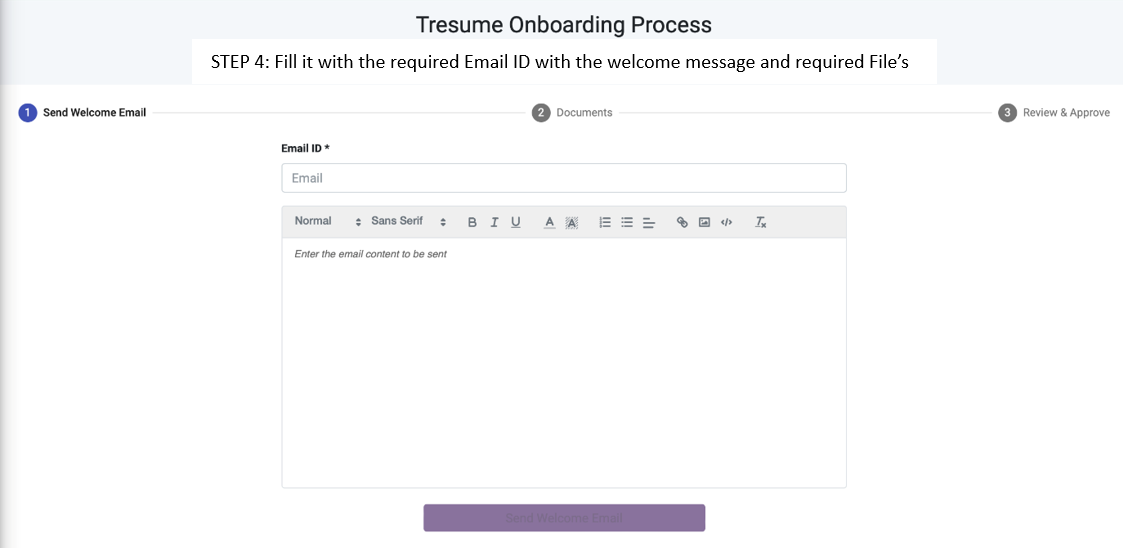 Tresume Onboarding Process
STEP 4: Fill it with the required Email ID with the welcome message and required File’s
1 Send Welcome Email 2 Documents 3 Review & Approve
Email ID *
Email
Normal Sans Serif B I U A A </> Tx
Enter the email content to be sent
Send Welcome Email